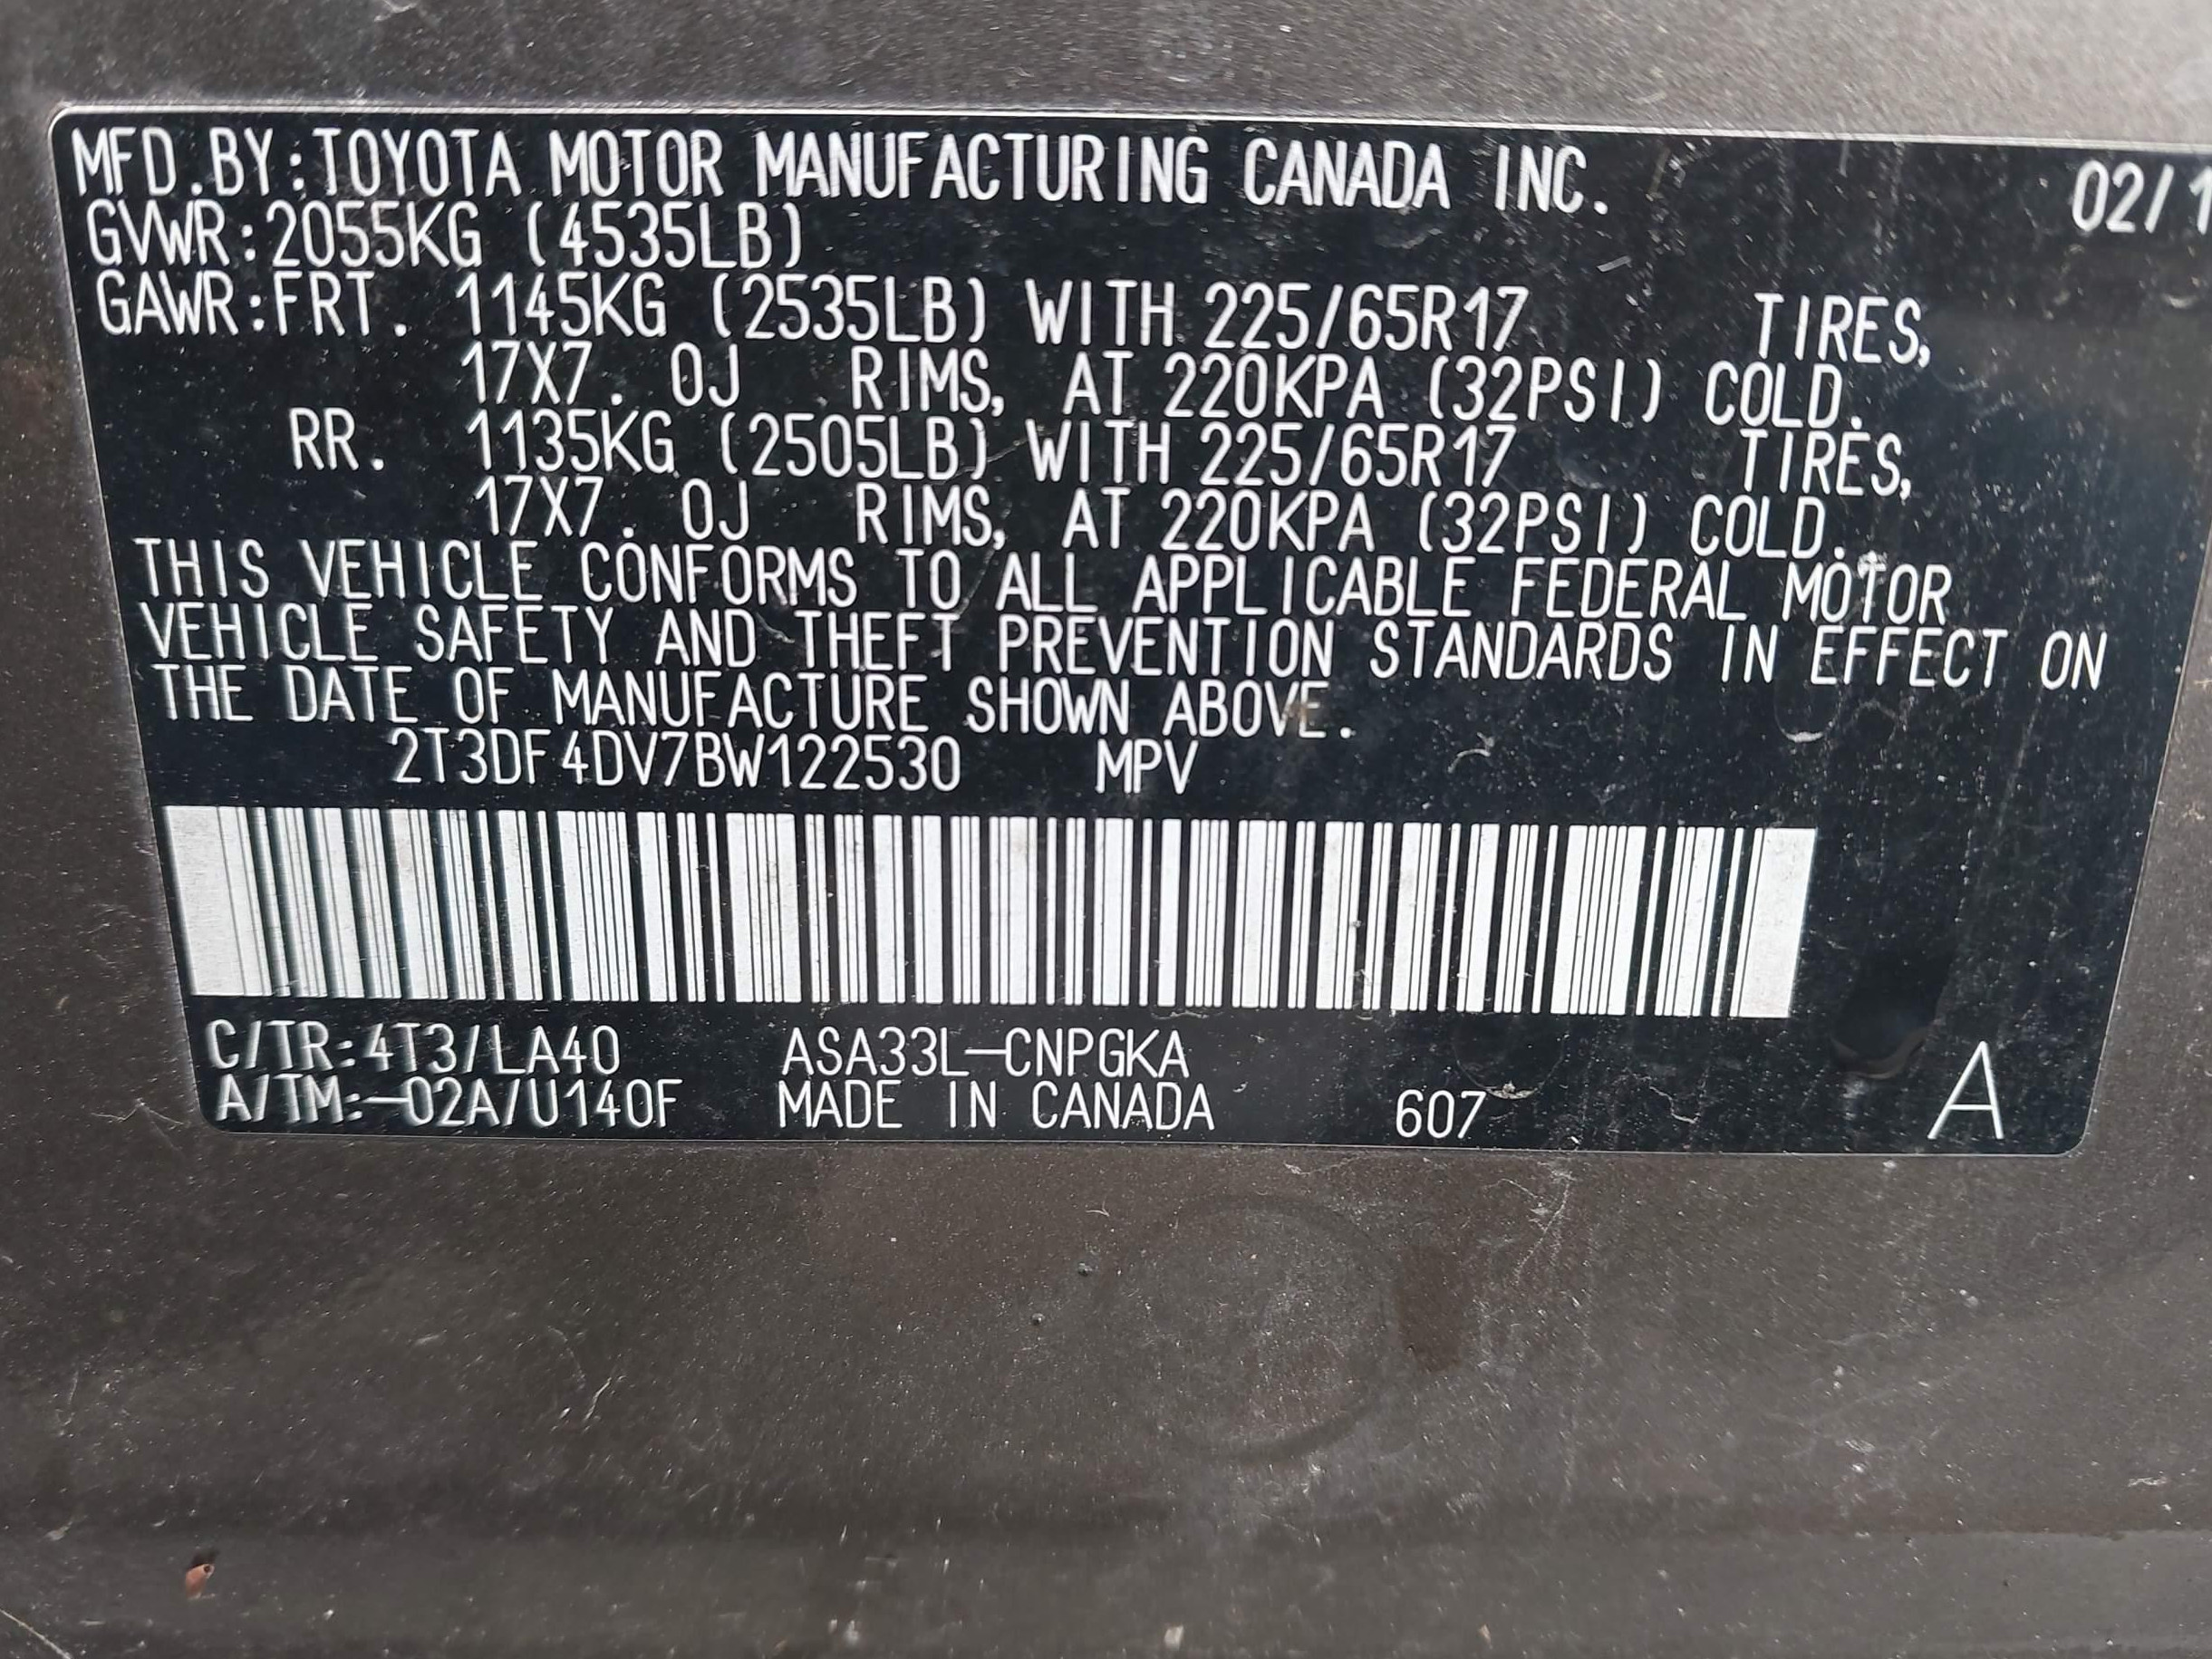 MFD.BY:TOYOTA MOTOR MANUFACTURING CANADA INC. 02/1
GVWR:2055KG (4535LB)
GAWR:FRT. 1145KG (2535LB) WITH 225/65R17 TIRES,
17X7.0J RIMS, AT 220KPA (32PSI) COLD.
RR. 1135KG (2505LB) WITH 225/65R17 TIRES,
17X7.0J RIMS, AT 220KPA (32PSI) COLD.
THIS VEHICLE CONFORMS TO ALL APPLICABLE FEDERAL MOTOR
VEHICLE SAFETY AND THEFT PREVENTION STANDARDS IN EFFECT ON
THE DATE OF MANUFACTURE SHOWN ABOVE.
2T3DF4DV7BW122530 MPV
C/TR:4T3/LA40 ASA33L-CNPGKA
A/TM:-02A/U140F MADE IN CANADA 607 A